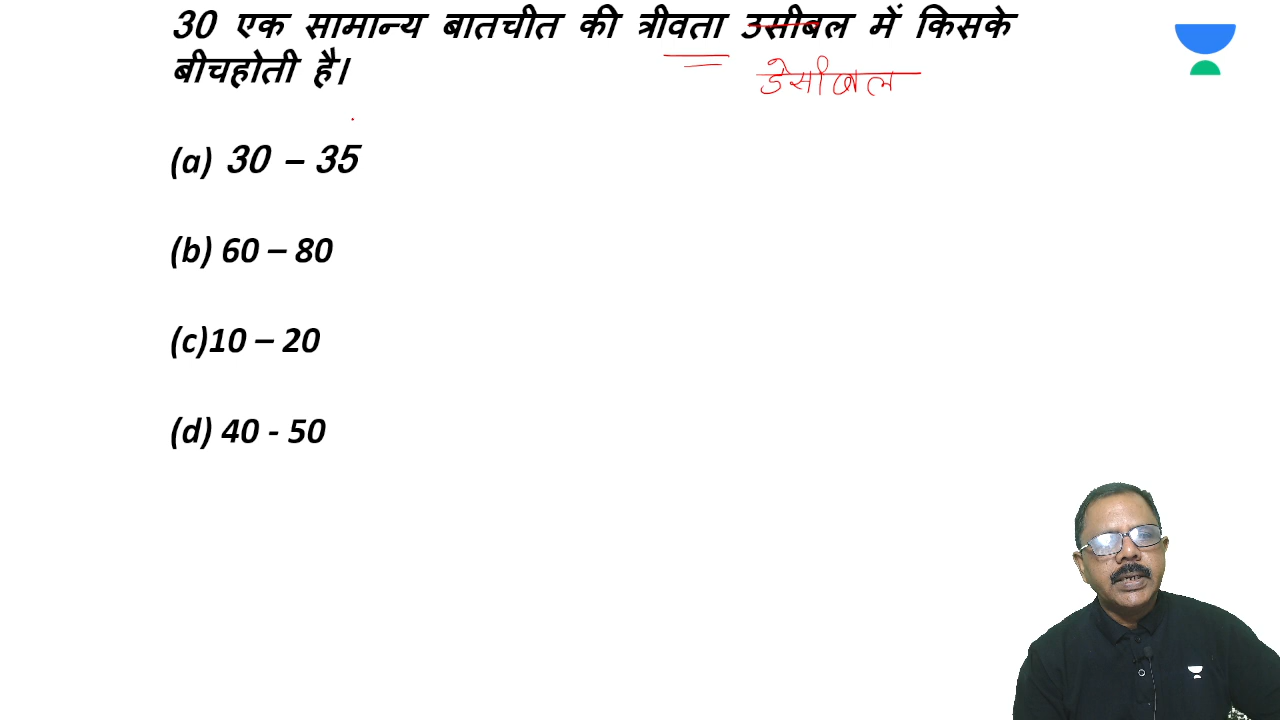 30 एक सामान्य बातचीत की त्रीवता उसीबल में किसके
बीचहोती है।
डेसीबल
(a) 30 – 35
(b) 60 – 80
(c)10 – 20
(d) 40 - 50